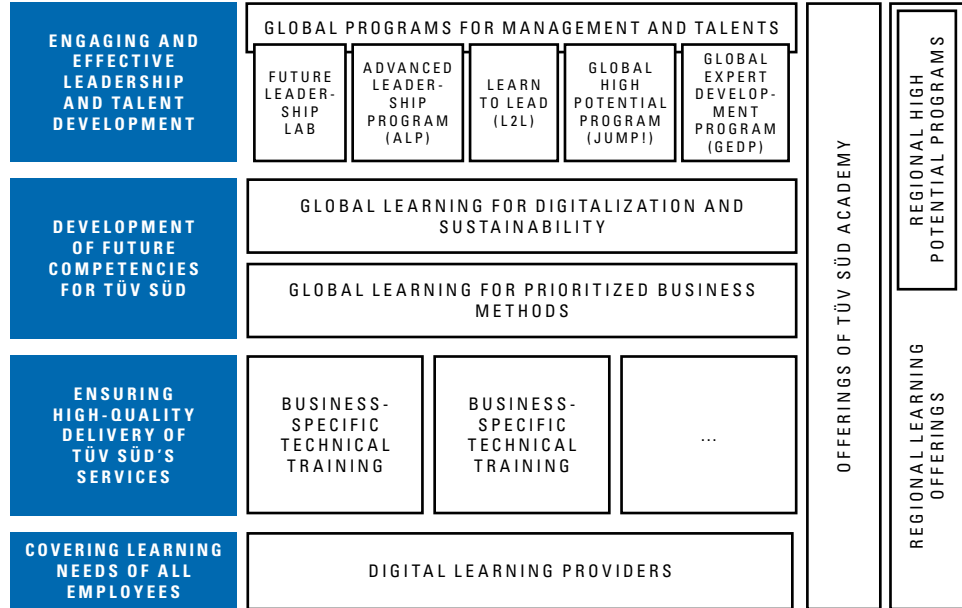 ENGAGING AND
EFFECTIVE
LEADERSHIP
AND TALENT
DEVELOPMENT
GLOBAL PROGRAMS FOR MANAGEMENT AND TALENTS
FUTURE
LEADER-
SHIP
LAB
ADVANCED
LEADER-
SHIP
PROGRAM
(ALP)
LEARN
TO LEAD
(L2L)
GLOBAL
HIGH
POTENTIAL
PROGRAM
(JUMP!)
GLOBAL
EXPERT
DEVELOP-
MENT
PROGRAM
(GEDP)
DEVELOPMENT
OF FUTURE
COMPETENCIES
FOR TÜV SÜD
GLOBAL LEARNING FOR DIGITALIZATION AND
SUSTAINABILITY
GLOBAL LEARNING FOR PRIORITIZED BUSINESS
METHODS
ENSURING
HIGH-QUALITY
DELIVERY OF
TÜV SÜD'S
SERVICES
BUSINESS-
SPECIFIC
TECHNICAL
TRAINING
BUSINESS-
SPECIFIC
TECHNICAL
TRAINING
...
COVERING LEARNING
NEEDS OF ALL
EMPLOYEES
DIGITAL LEARNING PROVIDERS
OFFERINGS OF TÜV SÜD ACADEMY
REGIONAL HIGH
POTENTIAL PROGRAMS
REGIONAL LEARNING
OFFERINGS